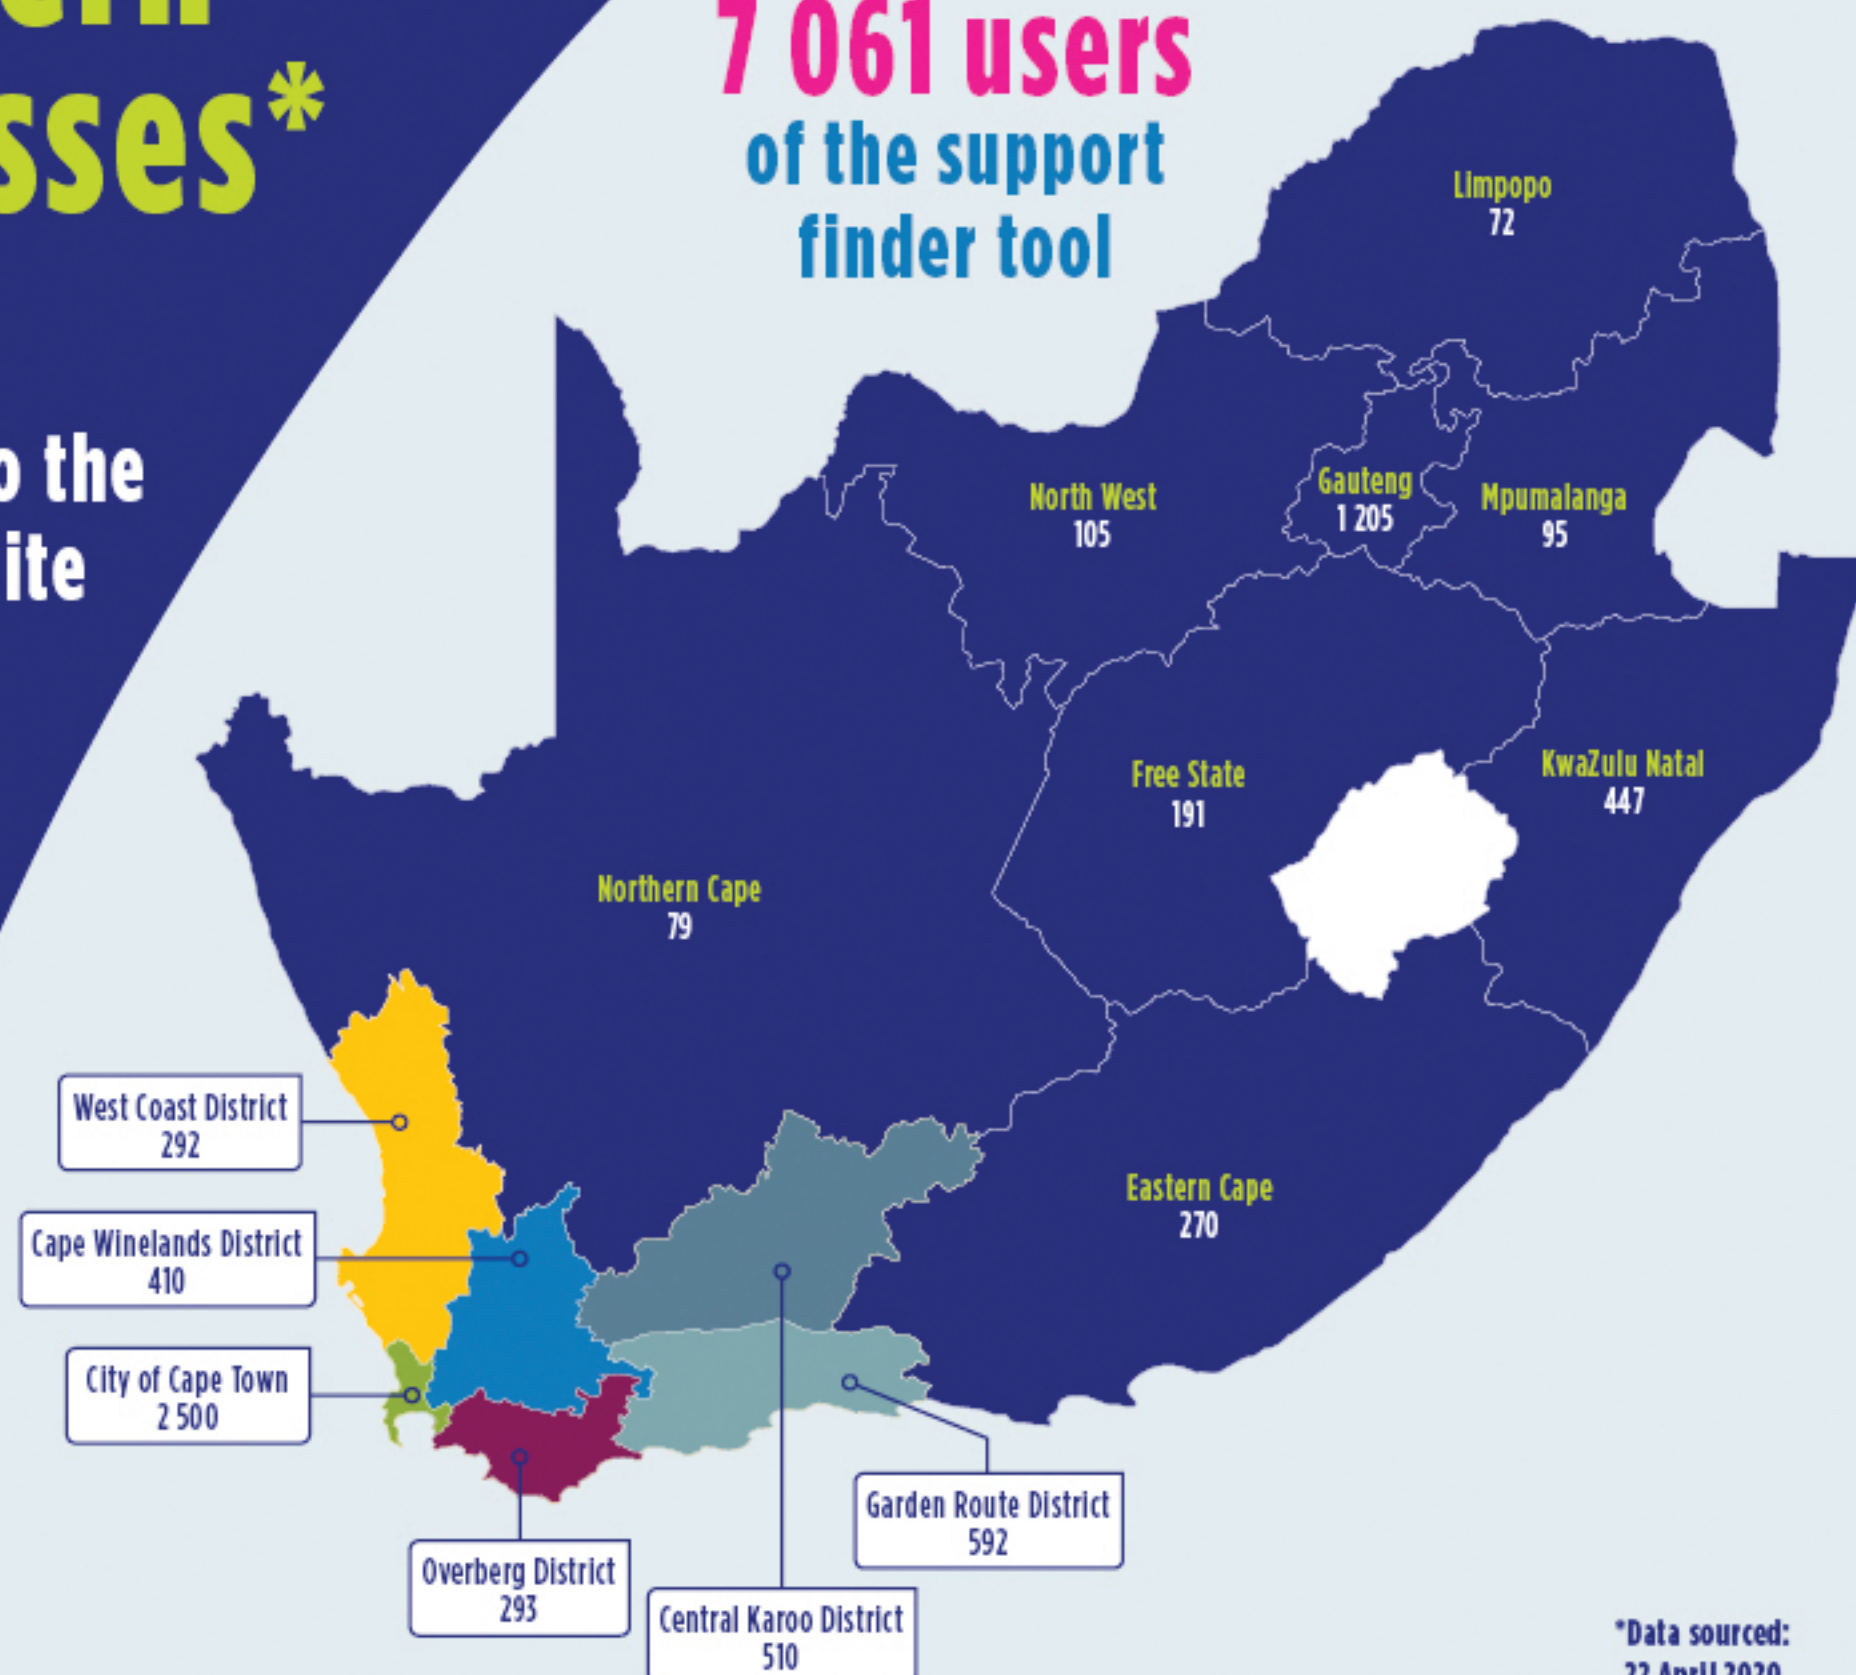 sses*
o the
ite
7 061 users
of the support
finder tool
Limpopo
72
North West
105
Gauteng
1 205
Mpumalanga
95
Free State
191
KwaZulu Natal
447
Northern Cape
79
Eastern Cape
270
West Coast District
292
Cape Winelands District
410
City of Cape Town
2 500
Overberg District
293
Central Karoo District
510
Garden Route District
592
*Data sourced:
22 April 2020